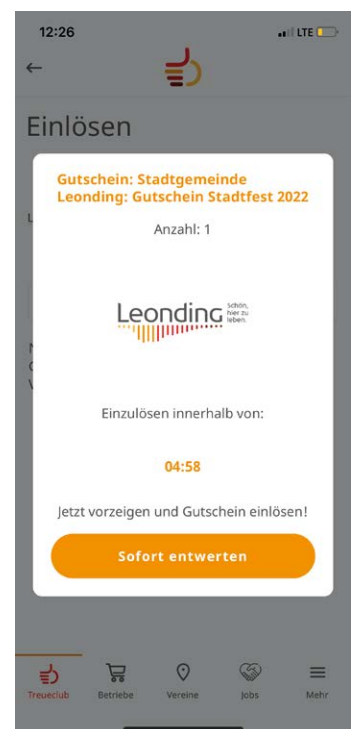 12:26
LTE
Einlösen
Gutschein: Stadtgemeinde
Leonding: Gutschein Stadtfest 2022
L
Anzahl: 1
Leonding
Schön,
hier zu
leben.
Einzulösen innerhalb von:
04:58
Jetzt vorzeigen und Gutschein einlösen!
Sofort entwerten
Treueclub Betriebe Vereine Jobs Mehr